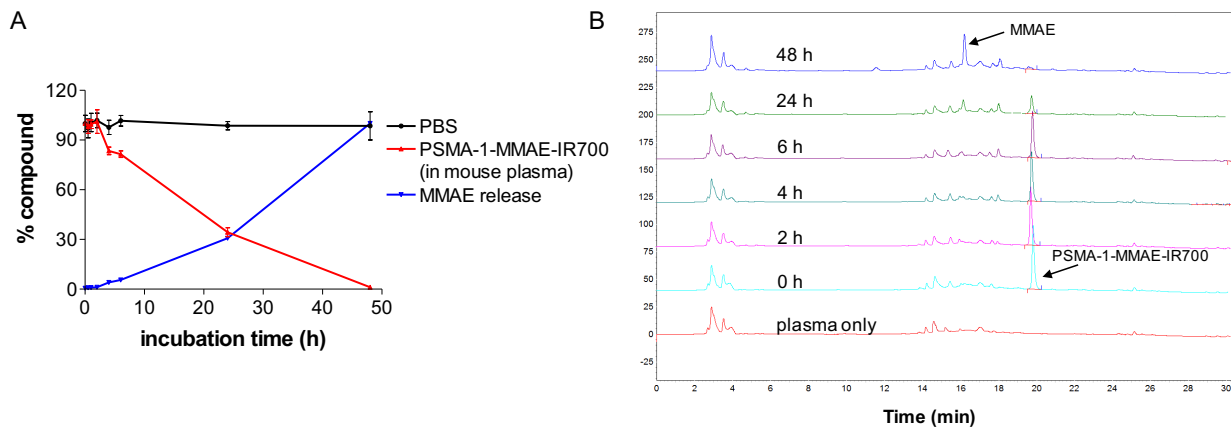 A
120
90
60
30
0
% compound
0 10 20 30 40 50
incubation time (h)
PBS
PSMA-1-MMAE-IR700
(in mouse plasma)
MMAE release
B
275
250
225
200
175
150
125
100
75
50
25
0
-25
MMAE
48 h
24 h
6 h
4 h
2 h
PSMA-1-MMAE-IR700
0 h
plasma only
0 2 4 6 8 10 12 14 16 18 20 22 24 26 28 30
Time (min)